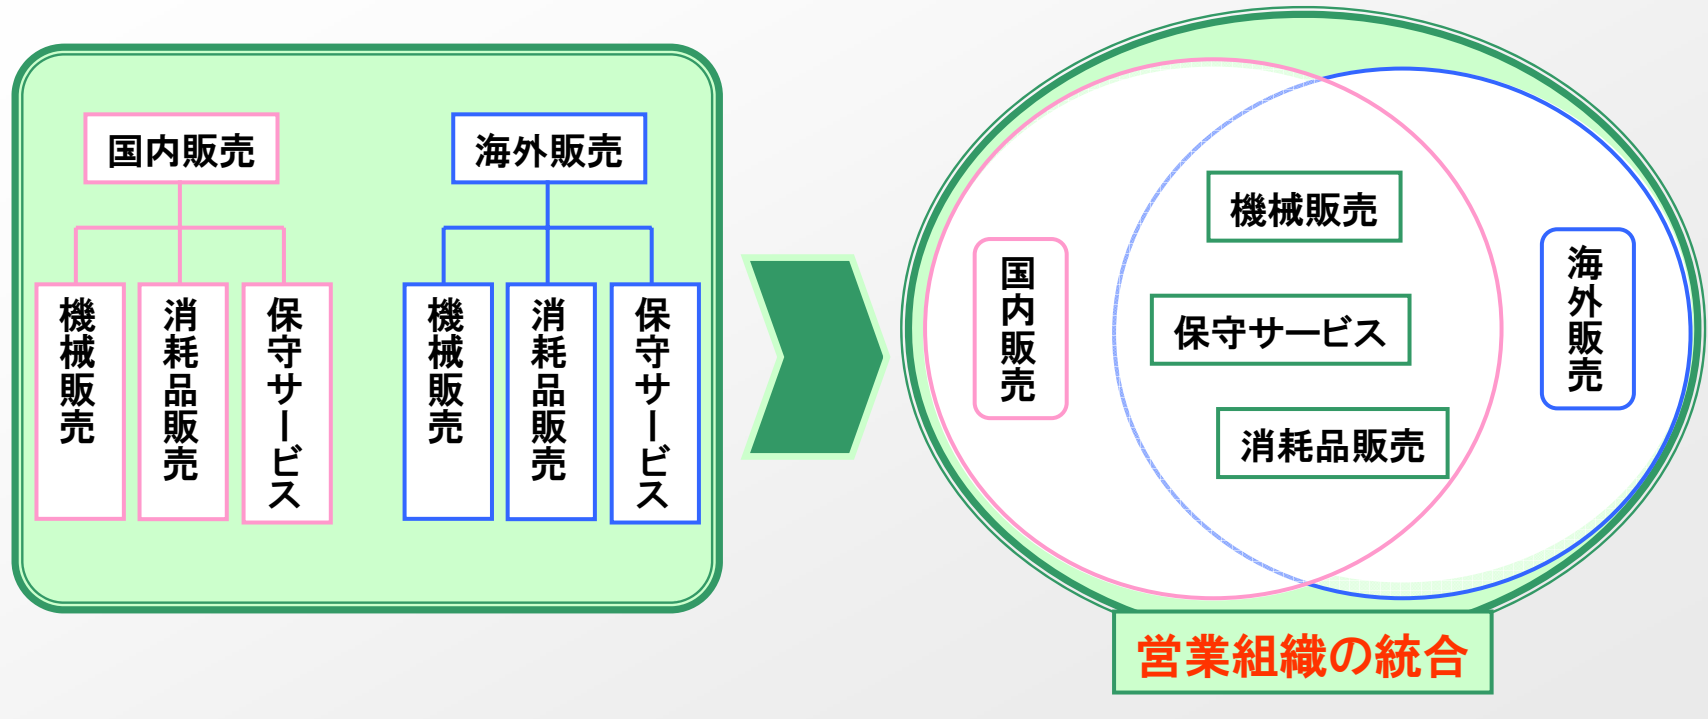 国内販売
海外販売
機械販売
消耗品販売
保守サービス
機械販売
消耗品販売
保守サービス
国内販売
機械販売
保守サービス
消耗品販売
海外販売
営業組織の統合